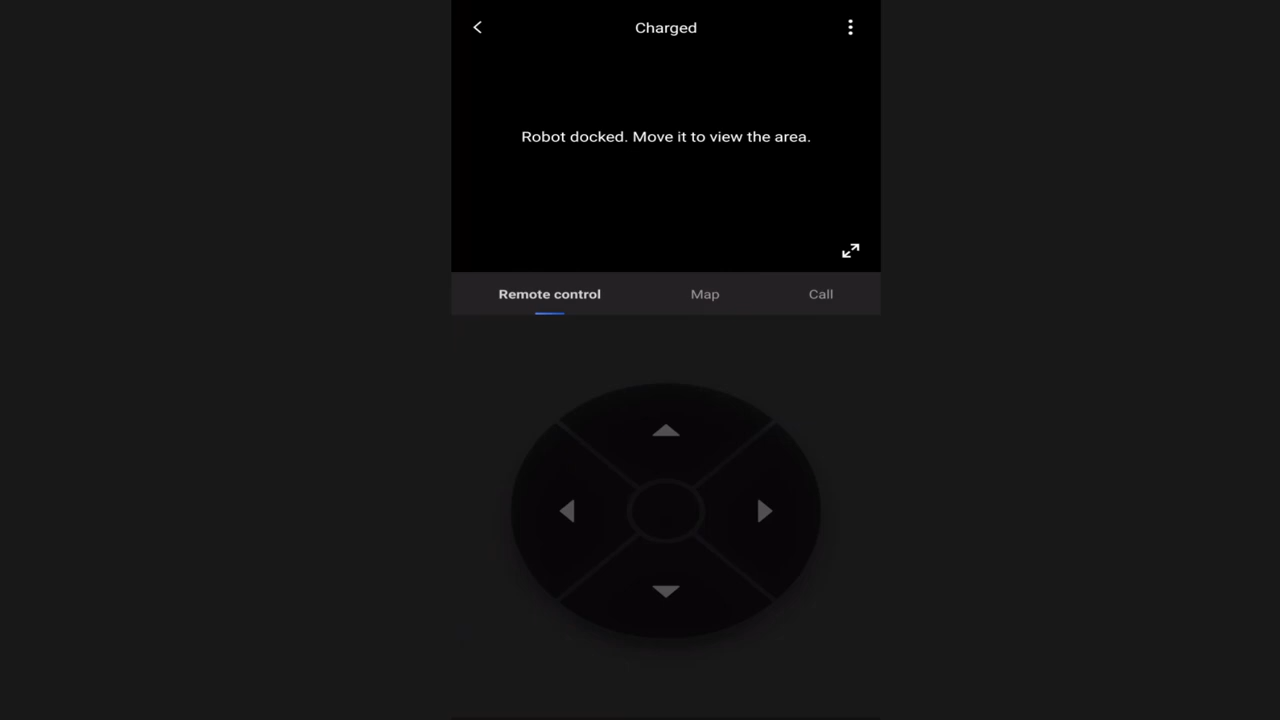 Charged
Robot docked. Move it to view the area.
Remote control Map Call